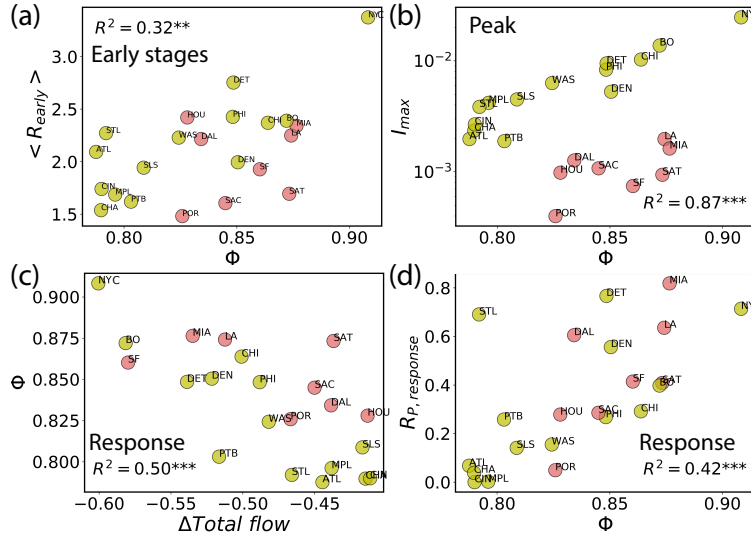 (a)
R² = 0.32**
Early stages
NYC
DET
HOU
PHI
CHI
BO
MIA
STL
WAS
DAL
LA
ATL
SLS
DEN
SF
CIN
MPL
PTB
SAC
SAT
CHA
POR
3.0
2.5
2.0
1.5
< R_early >
0.80
0.85
0.90
Φ
(b)
Peak
NY
BO
DET
PHI
CHI
WAS
DEN
STL
MPL
SLS
CIN
CHA
ATL
PTB
LA
MIA
DAL
HOU
SAC
SAT
SF
POR
R² = 0.87***
10⁻²
10⁻³
I_max
0.80
0.85
0.90
Φ
(c)
NYC
BO
SF
MIA
LA
SAT
CHI
DET
DEN
PHI
SAC
DAL
WAS
POR
HOU
PTB
SLS
STL
MPL
ATL
Response
R² = 0.50***
0.900
0.875
0.850
0.825
0.800
Φ
−0.60
−0.55
−0.50
−0.45
ΔTotal flow
(d)
MIA
DET
STL
NY
DAL
LA
DEN
SF
SAT
BO
PTB
HOU
SAC
PHI
CHI
SLS
WAS
ATL
CHA
CIN
MPL
POR
Response
R² = 0.42***
0.8
0.6
0.4
0.2
0.0
R_P,response
0.80
0.85
0.90
Φ